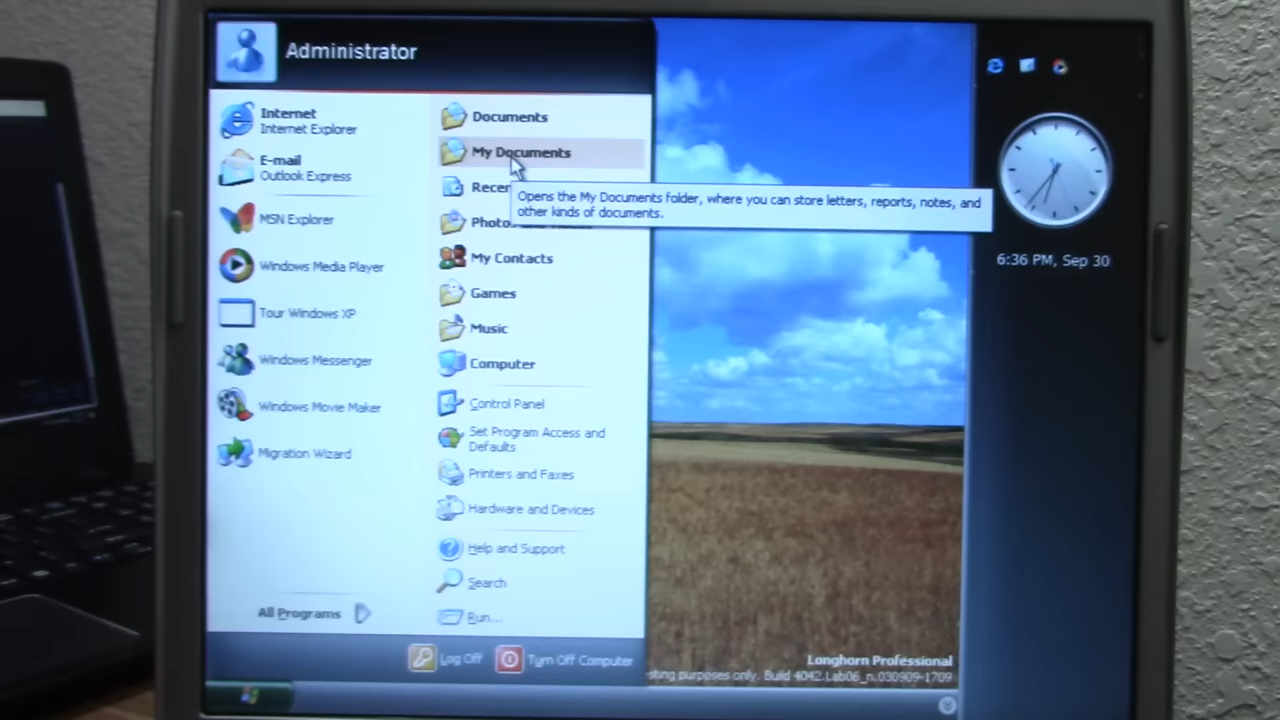 Administrator
Internet
Internet Explorer
E-mail
Outlook Express
MSN Explorer
Windows Media Player
Tour Windows XP
Windows Messenger
Windows Movie Maker
Migration Wizard
All Programs
Documents
My Documents
Recen
Opens the My Documents folder, where you can store letters, reports, notes, and
other kinds of documents.
My Contacts
Games
Music
Computer
Control Panel
Set Program Access and
Defaults
Printers and Faxes
Hardware and Devices
Help and Support
Search
Run...
Log Off
Turn Off Computer
6:36 PM, Sep 30
Longhorn Professional
sting purposes only. Build 4042.Lab06_n.030909-1709